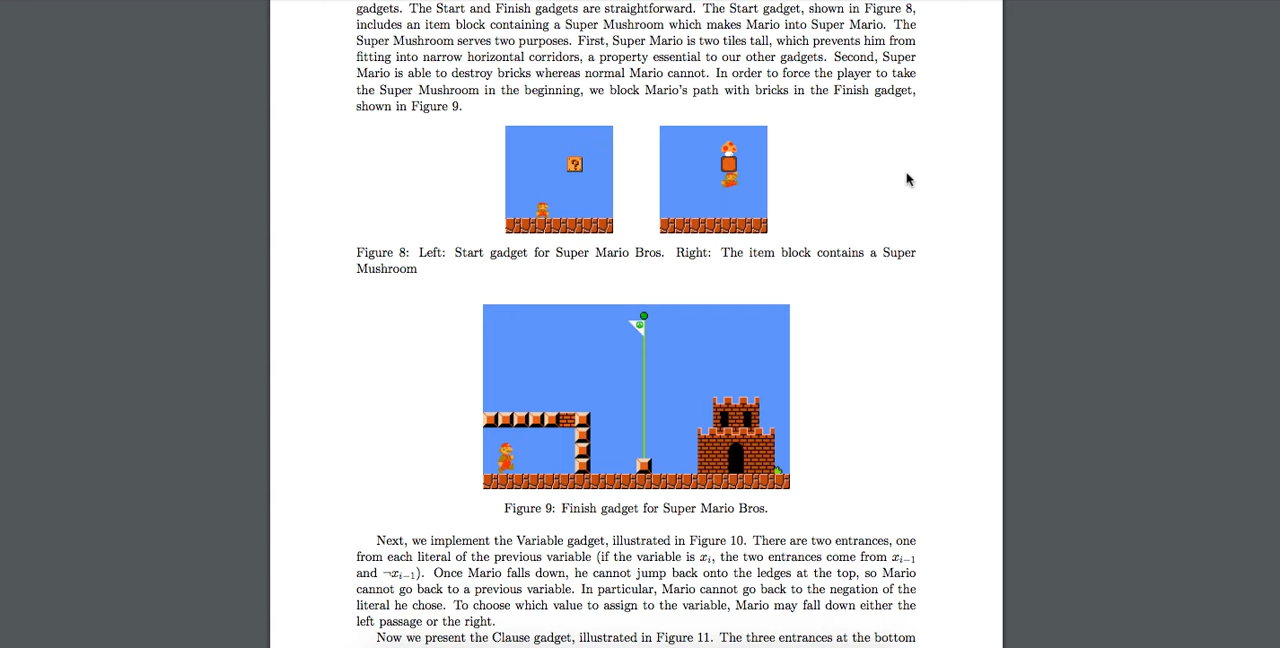 gadgets. The Start and Finish gadgets are straightforward. The Start gadget, shown in Figure 8,
includes an item block containing a Super Mushroom which makes Mario into Super Mario. The
Super Mushroom serves two purposes. First, Super Mario is two tiles tall, which prevents him from
fitting into narrow horizontal corridors, a property essential to our other gadgets. Second, Super
Mario is able to destroy bricks whereas normal Mario cannot. In order to force the player to take
the Super Mushroom in the beginning, we block Mario's path with bricks in the Finish gadget,
shown in Figure 9.
?
Figure 8: Left: Start gadget for Super Mario Bros. Right: The item block contains a Super
Mushroom
Figure 9: Finish gadget for Super Mario Bros.
Next, we implement the Variable gadget, illustrated in Figure 10. There are two entrances, one
from each literal of the previous variable (if the variable is xᵢ, the two entrances come from xᵢ₋₁
and ¬xᵢ₋₁). Once Mario falls down, he cannot jump back onto the ledges at the top, so Mario
cannot go back to a previous variable. In particular, Mario cannot go back to the negation of the
literal he chose. To choose which value to assign to the variable, Mario may fall down either the
left passage or the right.
Now we present the Clause gadget, illustrated in Figure 11. The three entrances at the bottom